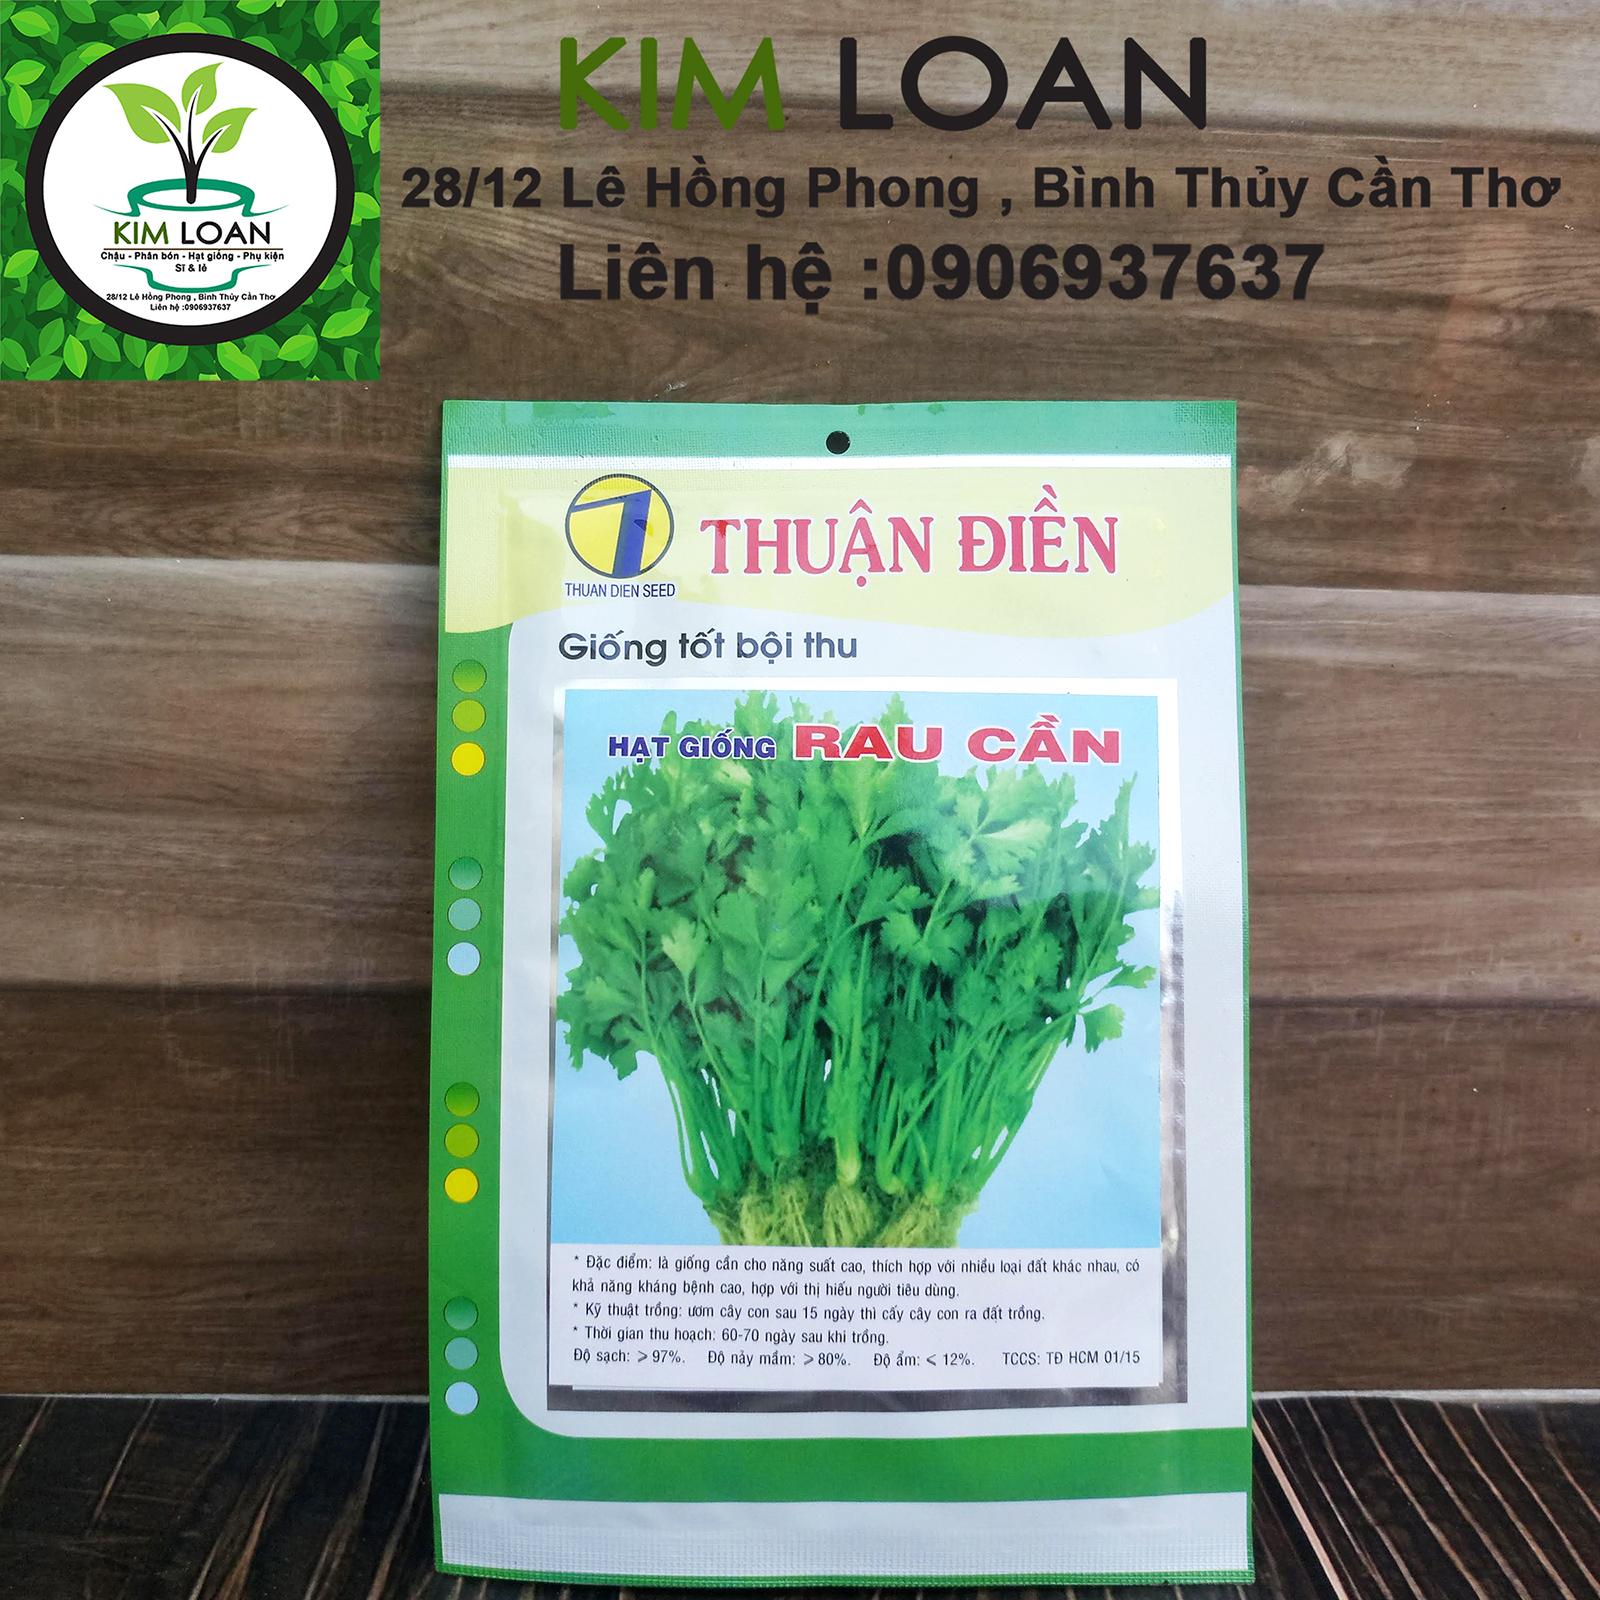 KIM LOAN
28/12 Lê Hồng Phong , Bình Thủy Cần Thơ
Liên hệ :0906937637
KIM LOAN
Chậu - Phân bón - Hạt giống - Phụ kiện
Sĩ & lẻ
28/12 Lê Hồng Phong , Bình Thủy Cần Thơ
Liên hệ :0906937637
THUAN DIEN SEED
THUẬN ĐIỀN
Giống tốt bội thu
HẠT GIỐNG RAU CẦN
* Đặc điểm: là giống cần cho năng suất cao, thích hợp với nhiều loại đất khác nhau, có
khả năng kháng bệnh cao, hợp với thị hiếu người tiêu dùng.
* Kỹ thuật trồng: ươm cây con sau 15 ngày thì cấy cây con ra đất trồng.
* Thời gian thu hoạch: 60-70 ngày sau khi trồng.
Độ sạch: ⩾ 97%. Độ nảy mầm: ⩾ 80%. Độ ẩm: ⩽ 12%. TCCS: TĐ HCM 01/15